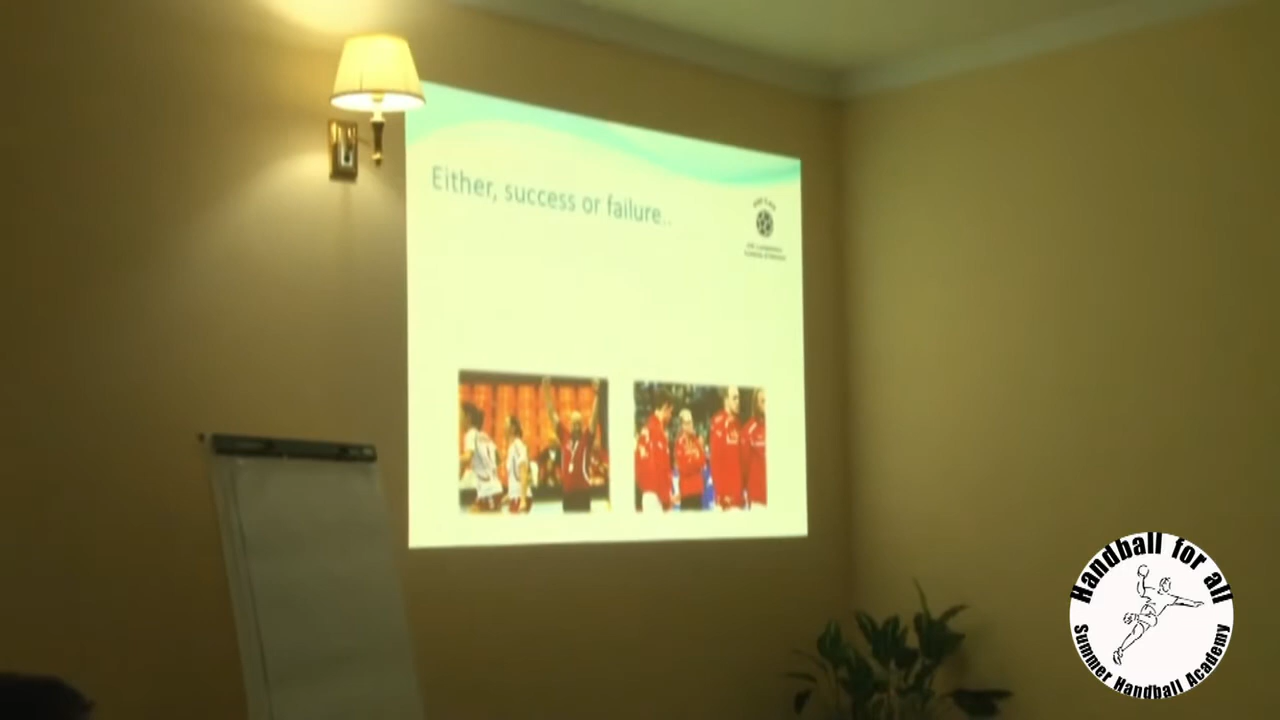 Either, success or failure..
Handball for all
Summer Handball Academy